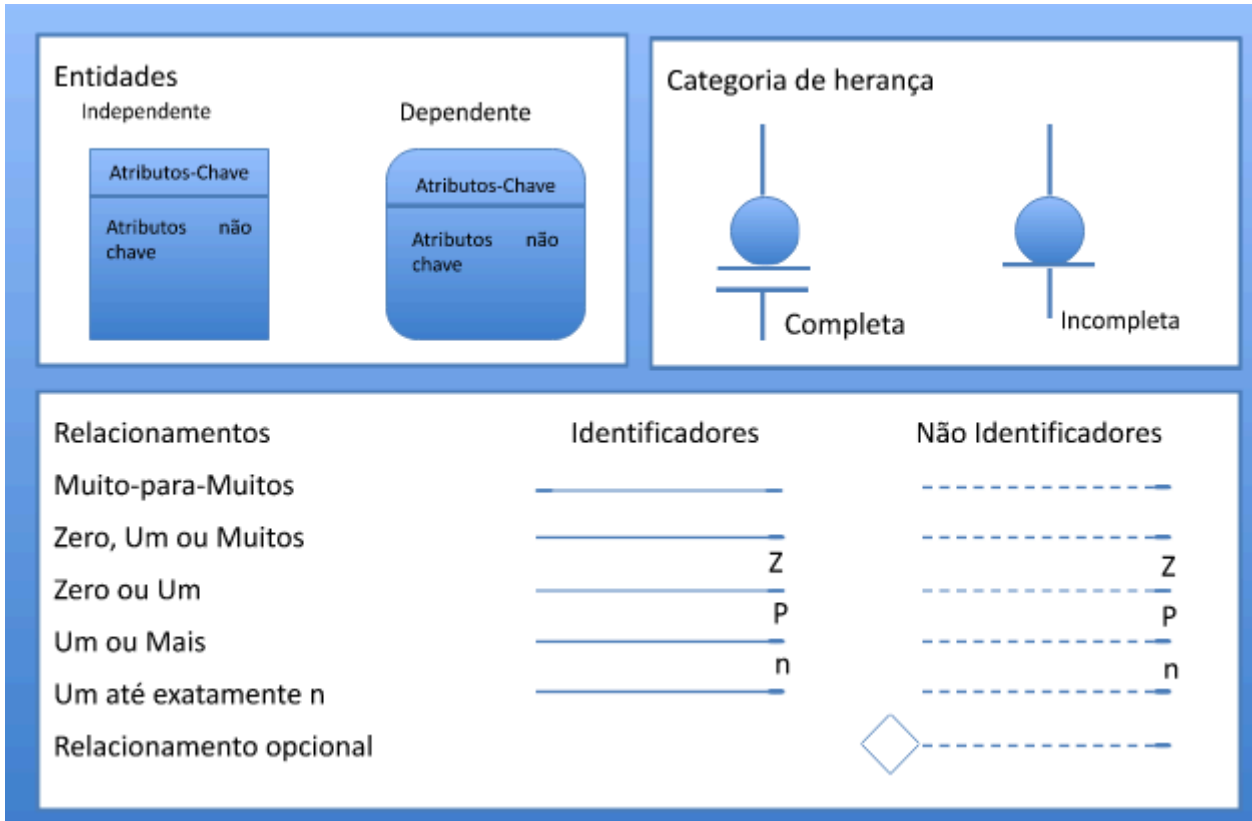 Entidades
Independente
Dependente
Atributos-Chave
Atributos não
chave
Atributos-Chave
Atributos não
chave
Categoria de herança
Completa
Incompleta
Relacionamentos
Identificadores
Não Identificadores
Muito-para-Muitos
Zero, Um ou Muitos
Z
Z
Zero ou Um
P
P
Um ou Mais
n
n
Um até exatamente n
Relacionamento opcional